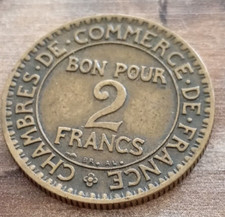 CHAMBRES · DE · COMMERCE · DE · FRANCE
BON POUR
2
FRANCS